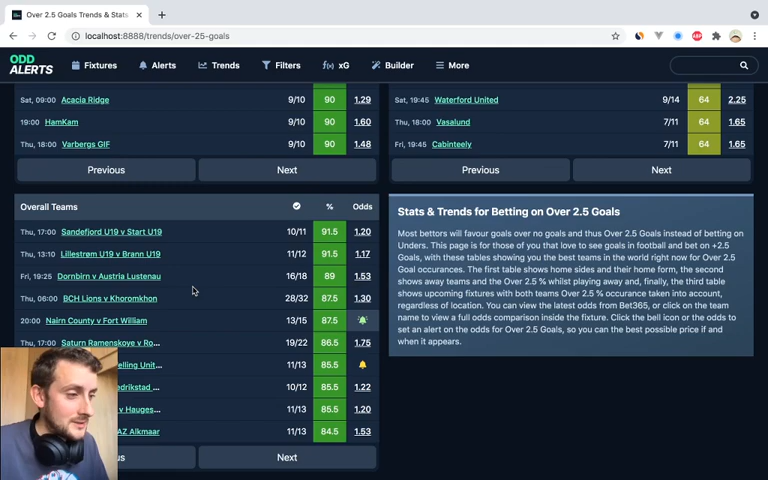 Over 2.5 Goals Trends & Stats
localhost:8888/trends/over-25-goals
ODD
ALERTS
Fixtures
Alerts
Trends
Filters
f(x) xG
Builder
More
Sat, 09:00 Acacia Ridge 9/10 90 1.29
19:00 HamKam 9/10 90 1.60
Thu, 18:00 Varbergs GIF 9/10 90 1.48
Previous Next
Sat, 19:45 Waterford United 9/14 64 2.25
Thu, 18:00 Vasalund 7/11 64 1.65
Fri, 19:45 Cabinteely 7/11 64 1.65
Previous Next
Overall Teams % Odds
Thu, 17:00 Sandefjord U19 v Start U19 10/11 91.5 1.20
Thu, 13:10 Lillestrøm U19 v Brann U19 11/12 91.5 1.17
Fri, 19:25 Dornbirn v Austria Lustenau 16/18 89 1.53
Thu, 06:00 BCH Lions v Khoromkhon 28/32 87.5 1.30
20:00 Nairn County v Fort William 13/15 87.5
Thu, 17:00 Saturn Ramenskoye v Ro... 19/22 86.5 1.75
elling Unit... 11/13 85.5
edrikstad ... 10/12 85.5 1.22
v Hauges... 11/13 85.5 1.20
AZ Alkmaar 11/13 84.5 1.53
Next
Stats & Trends for Betting on Over 2.5 Goals
Most bettors will favour goals over no goals and thus Over 2.5 Goals instead of betting on
Unders. This page is for those of you that love to see goals in football and bet on +2.5
Goals, with these tables showing you the best teams in the world right now for Over 2.5
Goal occurances. The first table shows home sides and their home form, the second
shows away teams and the Over 2.5 % whilst playing away and, finally, the third table
shows upcoming fixtures with both teams Over 2.5 % occurance taken into account,
regardless of location. You can view the latest odds from Bet365, or click on the team
name to view a full odds comparison inside the fixture. Click the bell icon or the odds to
set an alert on the odds for Over 2.5 Goals, so you can the best possible price if and
when it appears.